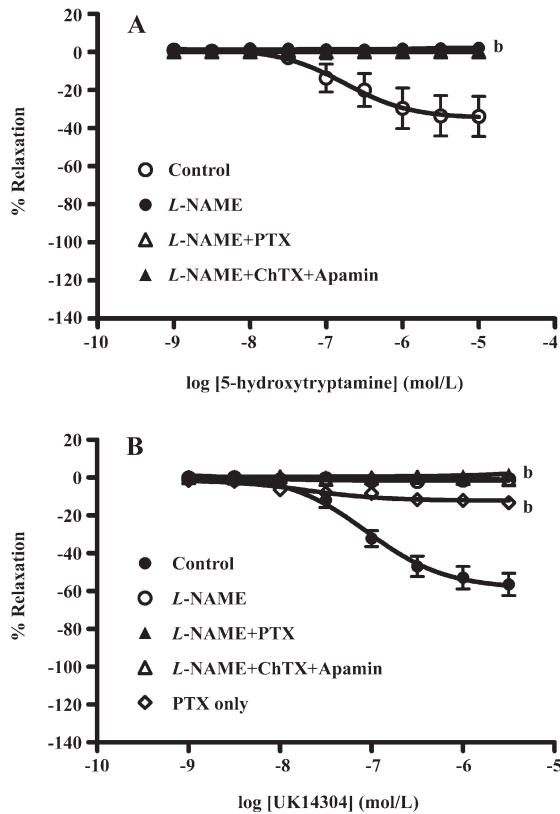 A
20
0
-20
-40
-60
-80
-100
-120
-140
% Relaxation
b
Control
L-NAME
L-NAME+PTX
L-NAME+ChTX+Apamin
-10 -9 -8 -7 -6 -5 -4
log [5-hydroxytryptamine] (mol/L)
B
20
0
-20
-40
-60
-80
-100
-120
-140
% Relaxation
b
b
Control
L-NAME
L-NAME+PTX
L-NAME+ChTX+Apamin
PTX only
-10 -9 -8 -7 -6 -5
log [UK14304] (mol/L)